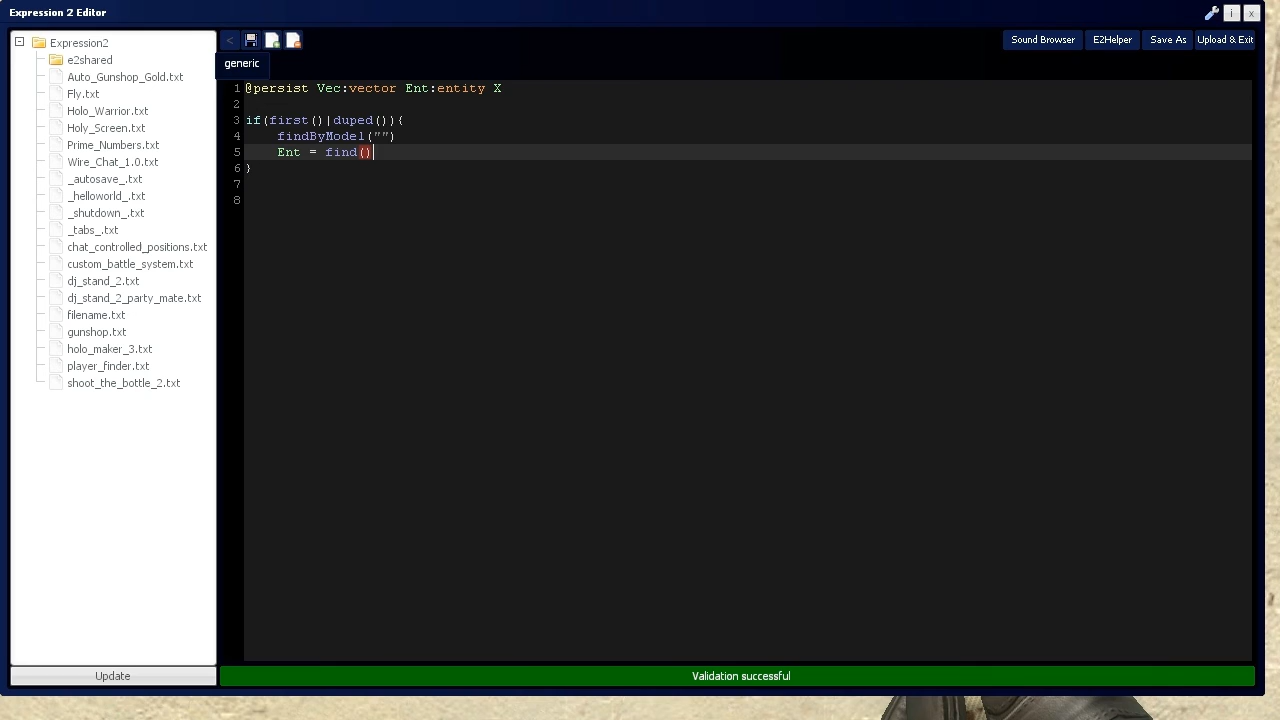 Expression 2 Editor
i
x
Expression2
e2shared
Auto_Gunshop_Gold.txt
Fly.txt
Holo_Warrior.txt
Holy_Screen.txt
Prime_Numbers.txt
Wire_Chat_1.0.txt
_autosave_.txt
_helloworld_.txt
_shutdown_.txt
_tabs_.txt
chat_controlled_positions.txt
custom_battle_system.txt
dj_stand_2.txt
dj_stand_2_party_mate.txt
filename.txt
gunshop.txt
holo_maker_3.txt
player_finder.txt
shoot_the_bottle_2.txt
Update
<
Sound Browser
E2Helper
Save As
Upload & Exit
generic
1 @persist Vec:vector Ent:entity X
2
3 if(first()|duped()){
4     findByModel("")
5     Ent = find()
6 }
7
8
Validation successful